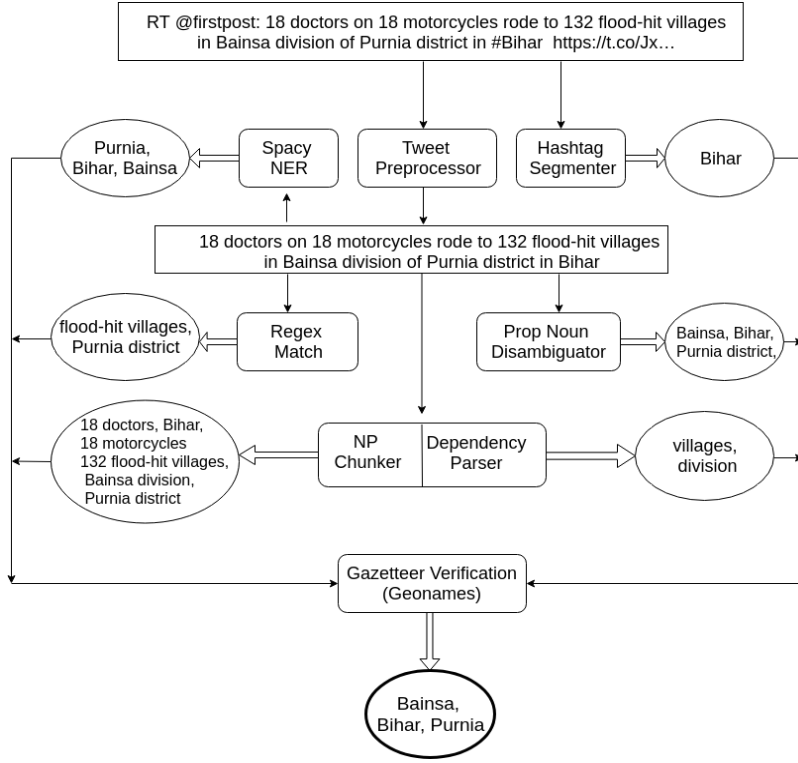 RT @firstpost: 18 doctors on 18 motorcycles rode to 132 flood-hit villages
in Bainsa division of Purnia district in #Bihar https://t.co/Jx…
Purnia,
Bihar, Bainsa
Spacy
NER
Tweet
Preprocessor
Hashtag
Segmenter
Bihar
18 doctors on 18 motorcycles rode to 132 flood-hit villages
in Bainsa division of Purnia district in Bihar
flood-hit villages,
Purnia district
Regex
Match
Prop Noun
Disambiguator
Bainsa, Bihar,
Purnia district,
18 doctors, Bihar,
18 motorcycles
132 flood-hit villages,
Bainsa division,
Purnia district
NP
Chunker
Dependency
Parser
villages,
division
Gazetteer Verification
(Geonames)
Bainsa,
Bihar, Purnia